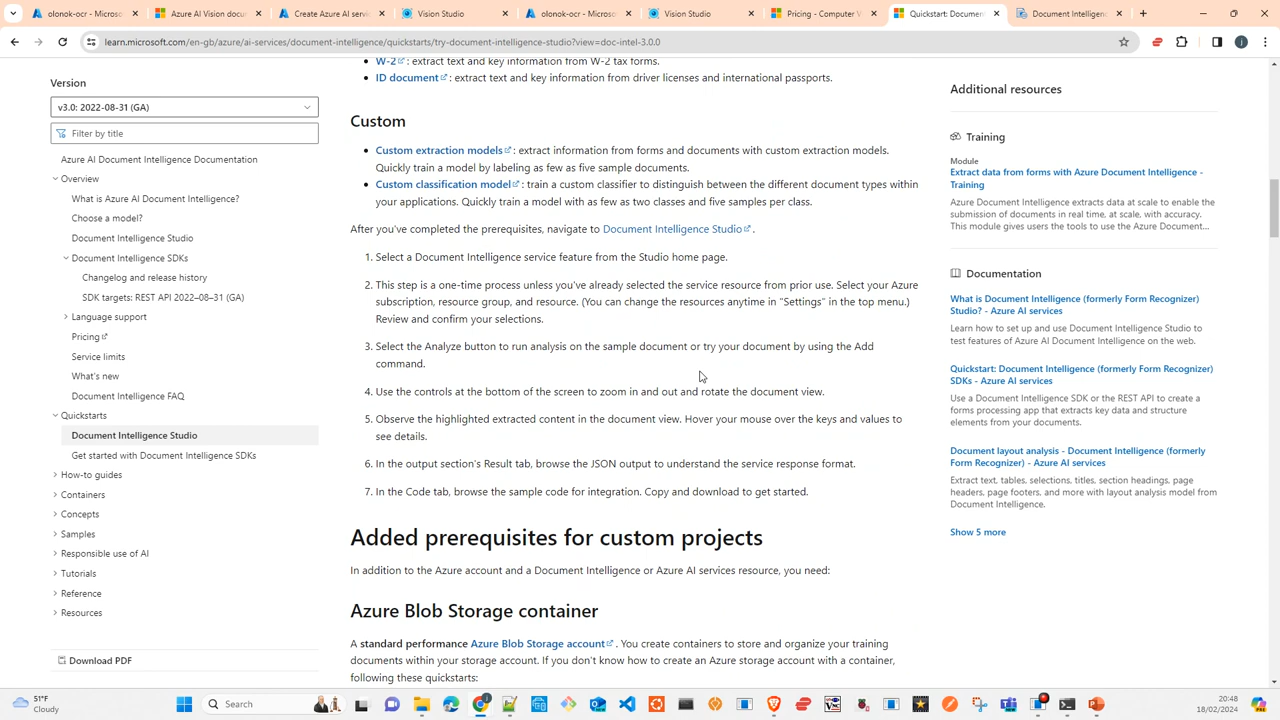 olonok-ocr - Microso
Azure AI Vision docum
Create Azure AI servic
Vision Studio
olonok-ocr - Microso
Vision Studio
Pricing - Computer V
Quickstart: Docume
Document Intelligenc
learn.microsoft.com/en-gb/azure/ai-services/document-intelligence/quickstarts/try-document-intelligence-studio?view=doc-intel-3.0.0
Version
v3.0: 2022-08-31 (GA)
Filter by title
Azure AI Document Intelligence Documentation
Overview
What is Azure AI Document Intelligence?
Choose a model?
Document Intelligence Studio
Document Intelligence SDKs
Changelog and release history
SDK targets: REST API 2022–08–31 (GA)
Language support
Pricing
Service limits
What's new
Document Intelligence FAQ
Quickstarts
Document Intelligence Studio
Get started with Document Intelligence SDKs
How-to guides
Containers
Concepts
Samples
Responsible use of AI
Tutorials
Reference
Resources
Download PDF
W-2 : extract text and key information from W-2 tax forms.
ID document : extract text and key information from driver licenses and international passports.
Custom
Custom extraction models : extract information from forms and documents with custom extraction models.
Quickly train a model by labeling as few as five sample documents.
Custom classification model : train a custom classifier to distinguish between the different document types within
your applications. Quickly train a model with as few as two classes and five samples per class.
After you've completed the prerequisites, navigate to Document Intelligence Studio .
1. Select a Document Intelligence service feature from the Studio home page.
2. This step is a one-time process unless you've already selected the service resource from prior use. Select your Azure
subscription, resource group, and resource. (You can change the resources anytime in "Settings" in the top menu.)
Review and confirm your selections.
3. Select the Analyze button to run analysis on the sample document or try your document by using the Add
command.
4. Use the controls at the bottom of the screen to zoom in and out and rotate the document view.
5. Observe the highlighted extracted content in the document view. Hover your mouse over the keys and values to
see details.
6. In the output section's Result tab, browse the JSON output to understand the service response format.
7. In the Code tab, browse the sample code for integration. Copy and download to get started.
Added prerequisites for custom projects
In addition to the Azure account and a Document Intelligence or Azure AI services resource, you need:
Azure Blob Storage container
A standard performance Azure Blob Storage account . You create containers to store and organize your training
documents within your storage account. If you don't know how to create an Azure storage account with a container,
following these quickstarts:
Additional resources
Training
Module
Extract data from forms with Azure Document Intelligence -
Training
Azure Document Intelligence extracts data at scale to enable the
submission of documents in real time, at scale, with accuracy.
This module gives users the tools to use the Azure Document...
Documentation
What is Document Intelligence (formerly Form Recognizer)
Studio? - Azure AI services
Learn how to set up and use Document Intelligence Studio to
test features of Azure AI Document Intelligence on the web.
Quickstart: Document Intelligence (formerly Form Recognizer)
SDKs - Azure AI services
Use a Document Intelligence SDK or the REST API to create a
forms processing app that extracts key data and structure
elements from your documents.
Document layout analysis - Document Intelligence (formerly
Form Recognizer) - Azure AI services
Extract text, tables, selections, titles, section headings, page
headers, page footers, and more with layout analysis model from
Document Intelligence.
Show 5 more
51°F
Cloudy
Search
20:48
18/02/2024